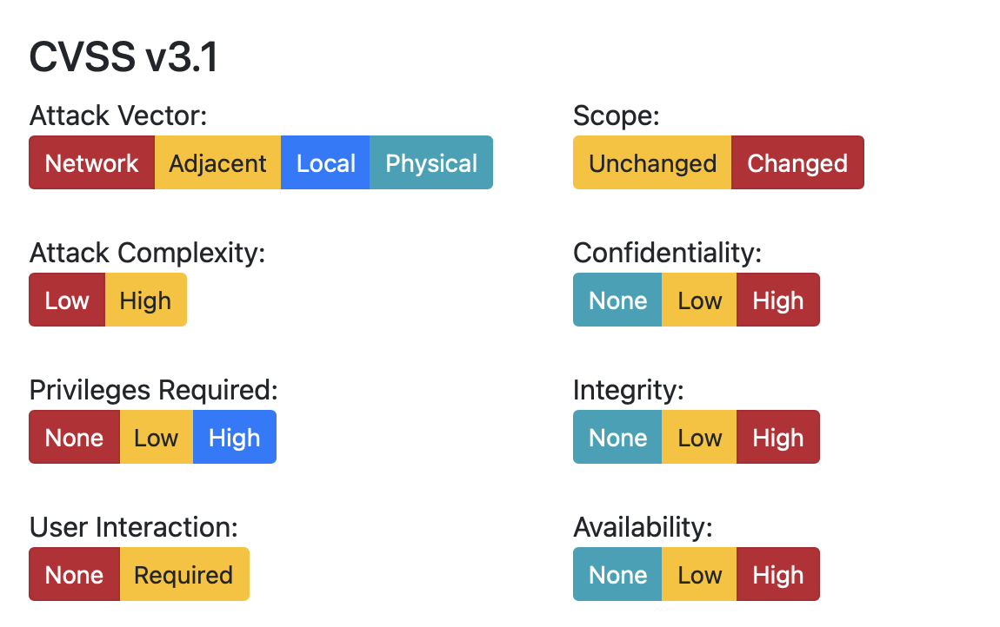 CVSS v3.1
Attack Vector:
Network Adjacent Local Physical
Attack Complexity:
Low High
Privileges Required:
None Low High
User Interaction:
None Required
Scope:
Unchanged Changed
Confidentiality:
None Low High
Integrity:
None Low High
Availability:
None Low High